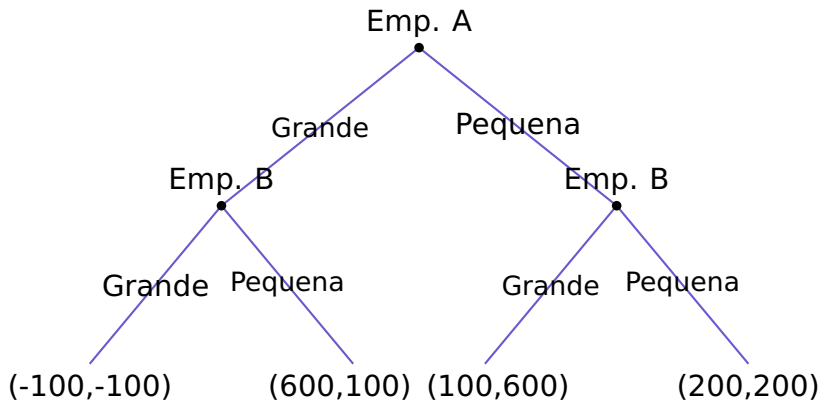 Emp. A
Grande
Pequena
Emp. B
Emp. B
Grande
Pequena
Grande
Pequena
(-100,-100)
(600,100)
(100,600)
(200,200)